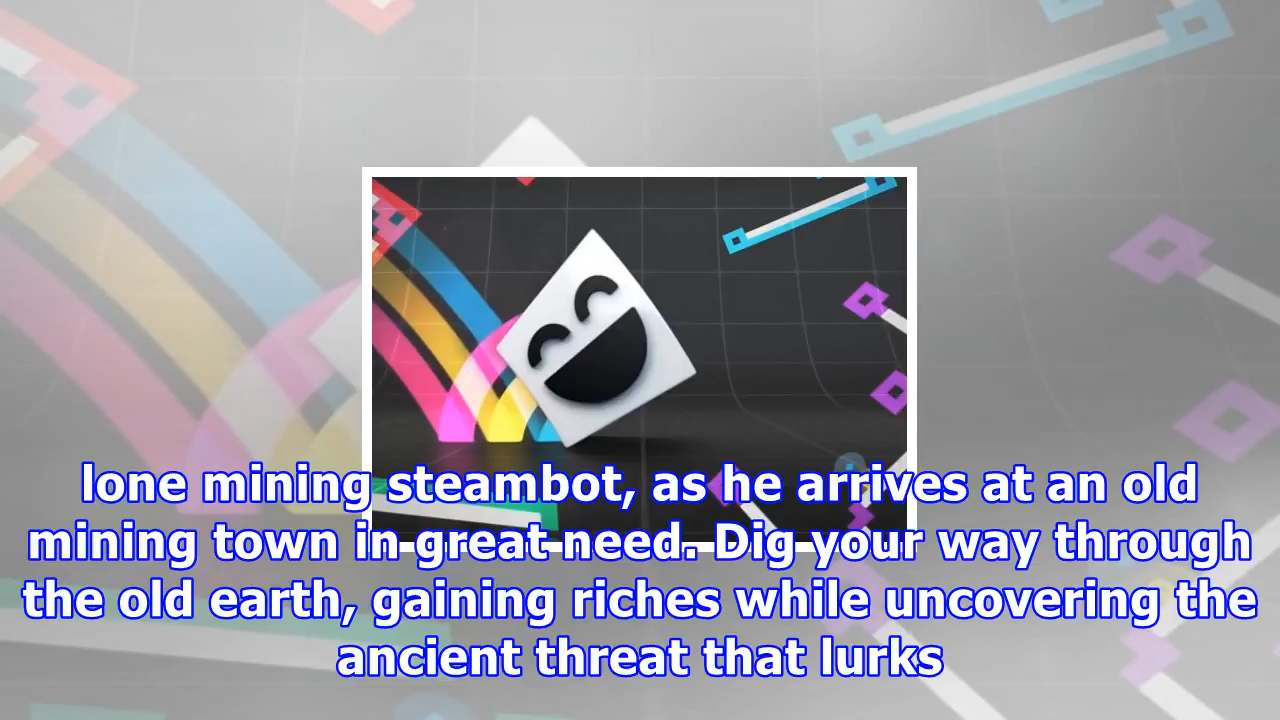 lone mining steambot, as he arrives at an old
mining town in great need. Dig your way through
the old earth, gaining riches while uncovering the
ancient threat that lurks